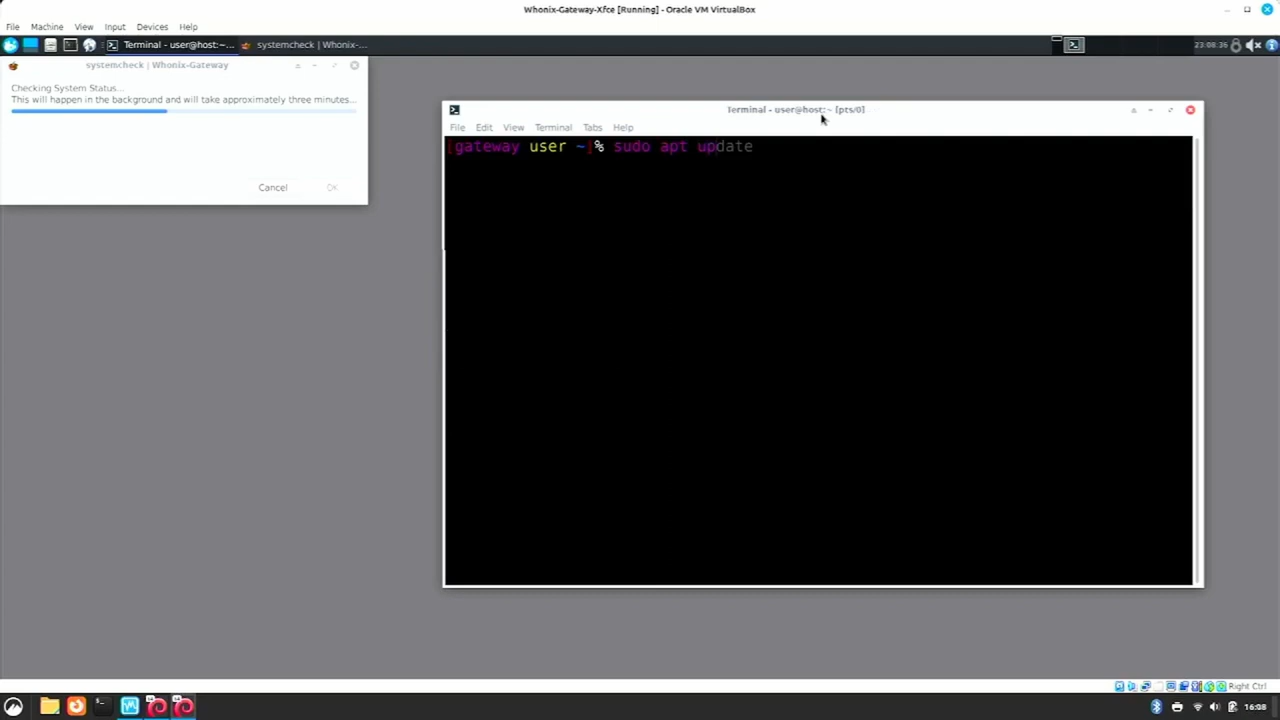 Whonix-Gateway-Xfce [Running] - Oracle VM VirtualBox
File Machine View Input Devices Help
Terminal - user@host:~... systemcheck | Whonix-... 23:08:36
systemcheck | Whonix-Gateway
Checking System Status...
This will happen in the background and will take approximately three minutes...
Cancel OK
Terminal - user@host:~ [pts/0]
File Edit View Terminal Tabs Help
[gateway user ~]% sudo apt update
Right Ctrl
16:08